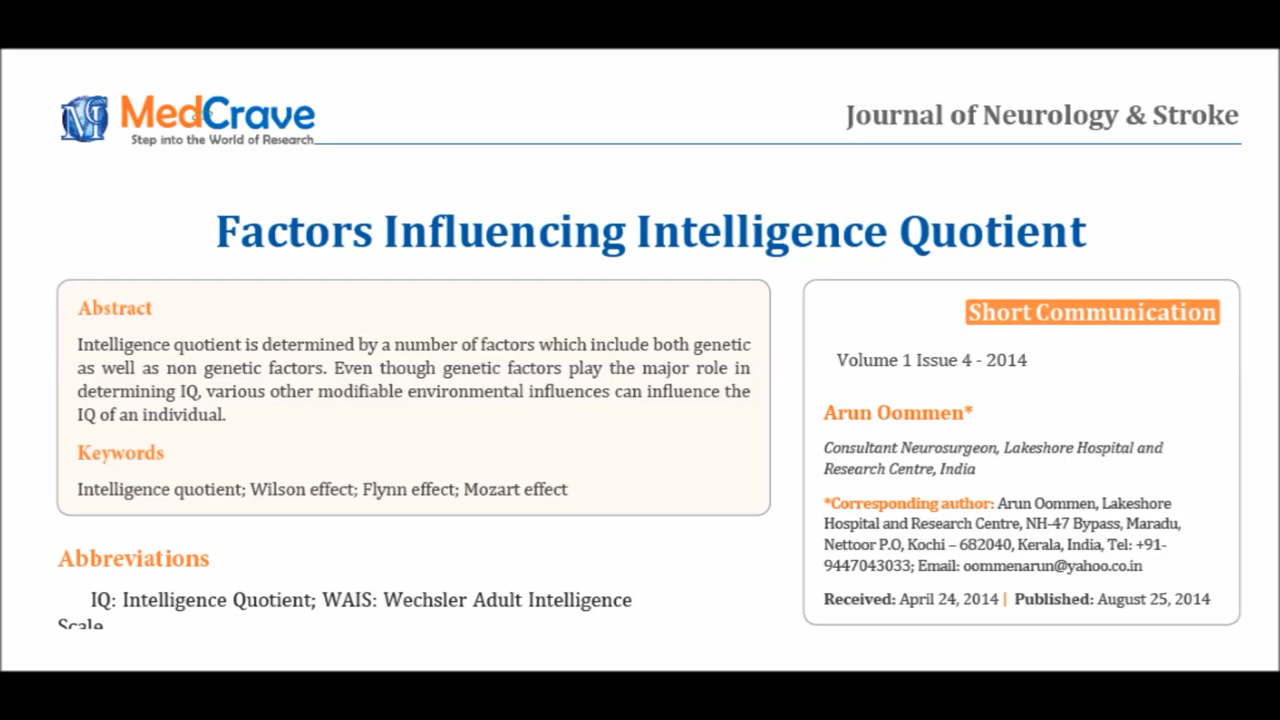 MedCrave
Step into the World of Research
Journal of Neurology & Stroke
Factors Influencing Intelligence Quotient
Abstract
Intelligence quotient is determined by a number of factors which include both genetic
as well as non genetic factors. Even though genetic factors play the major role in
determining IQ, various other modifiable environmental influences can influence the
IQ of an individual.
Keywords
Intelligence quotient; Wilson effect; Flynn effect; Mozart effect
Abbreviations
IQ: Intelligence Quotient; WAIS: Wechsler Adult Intelligence
Scale
Short Communication
Volume 1 Issue 4 - 2014
Arun Oommen*
Consultant Neurosurgeon, Lakeshore Hospital and
Research Centre, India
*Corresponding author: Arun Oommen, Lakeshore
Hospital and Research Centre, NH-47 Bypass, Maradu,
Nettoor P.O, Kochi – 682040, Kerala, India, Tel: +91-
9447043033; Email: oommenarun@yahoo.co.in
Received: April 24, 2014 | Published: August 25, 2014